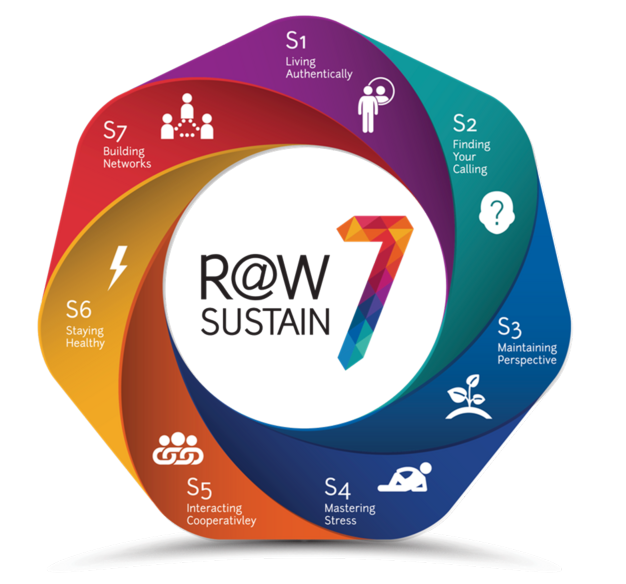 S1
Living
Authentically
S2
Finding
Your
Calling
S3
Maintaining
Perspective
S4
Mastering
Stress
S5
Interacting
Cooperativley
S6
Staying
Healthy
S7
Building
Networks
R@W 7
SUSTAIN
?